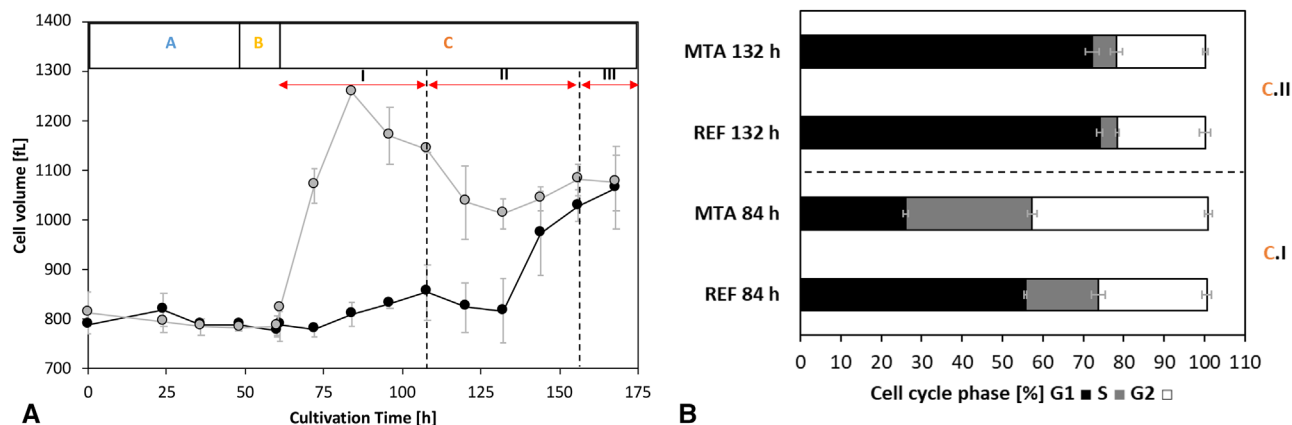 1400
A B C
1300
I II III
1200
1100
1000
900
800
700
0 25 50 75 100 125 150 175
Cell volume [fL]
Cultivation Time [h]
A
MTA 132 h
REF 132 h
C.II
MTA 84 h
REF 84 h
C.I
0 10 20 30 40 50 60 70 80 90 100 110
Cell cycle phase [%] G1 S G2
B